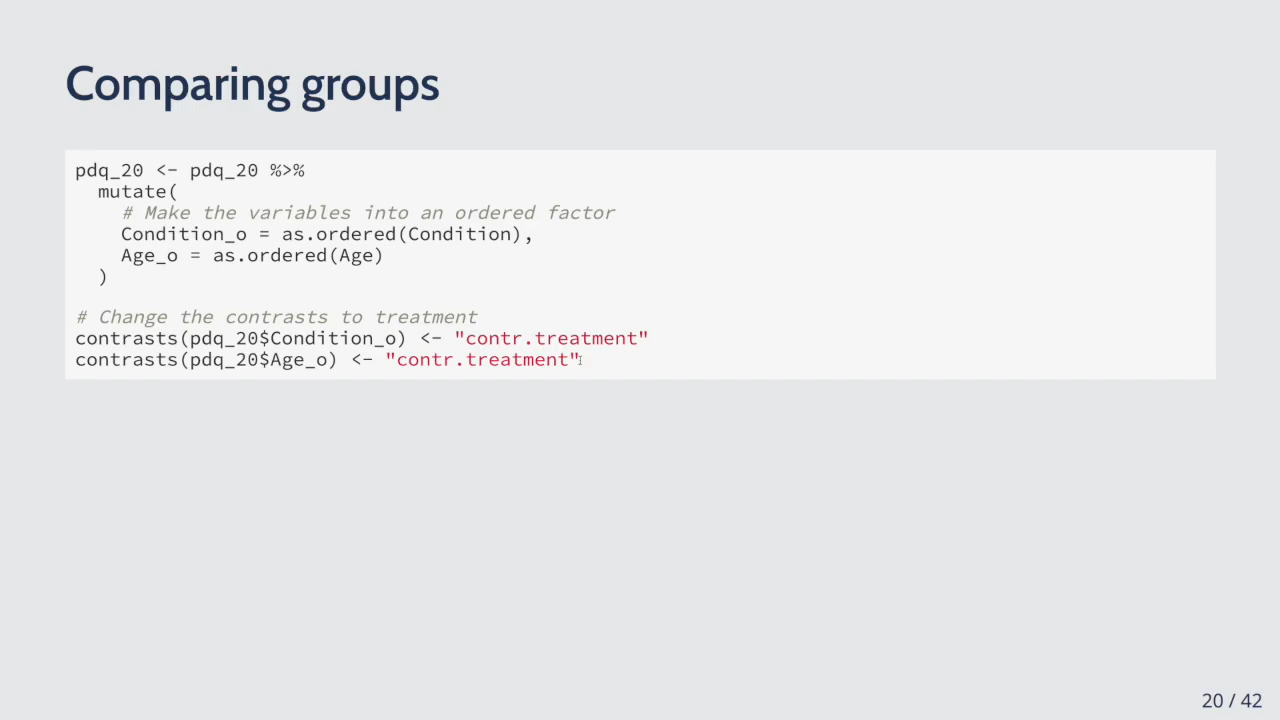 Comparing groups
pdq_20 <- pdq_20 %>%
  mutate(
    # Make the variables into an ordered factor
    Condition_o = as.ordered(Condition),
    Age_o = as.ordered(Age)
  )
# Change the contrasts to treatment
contrasts(pdq_20$Condition_o) <- "contr.treatment"
contrasts(pdq_20$Age_o) <- "contr.treatment"
20 / 42